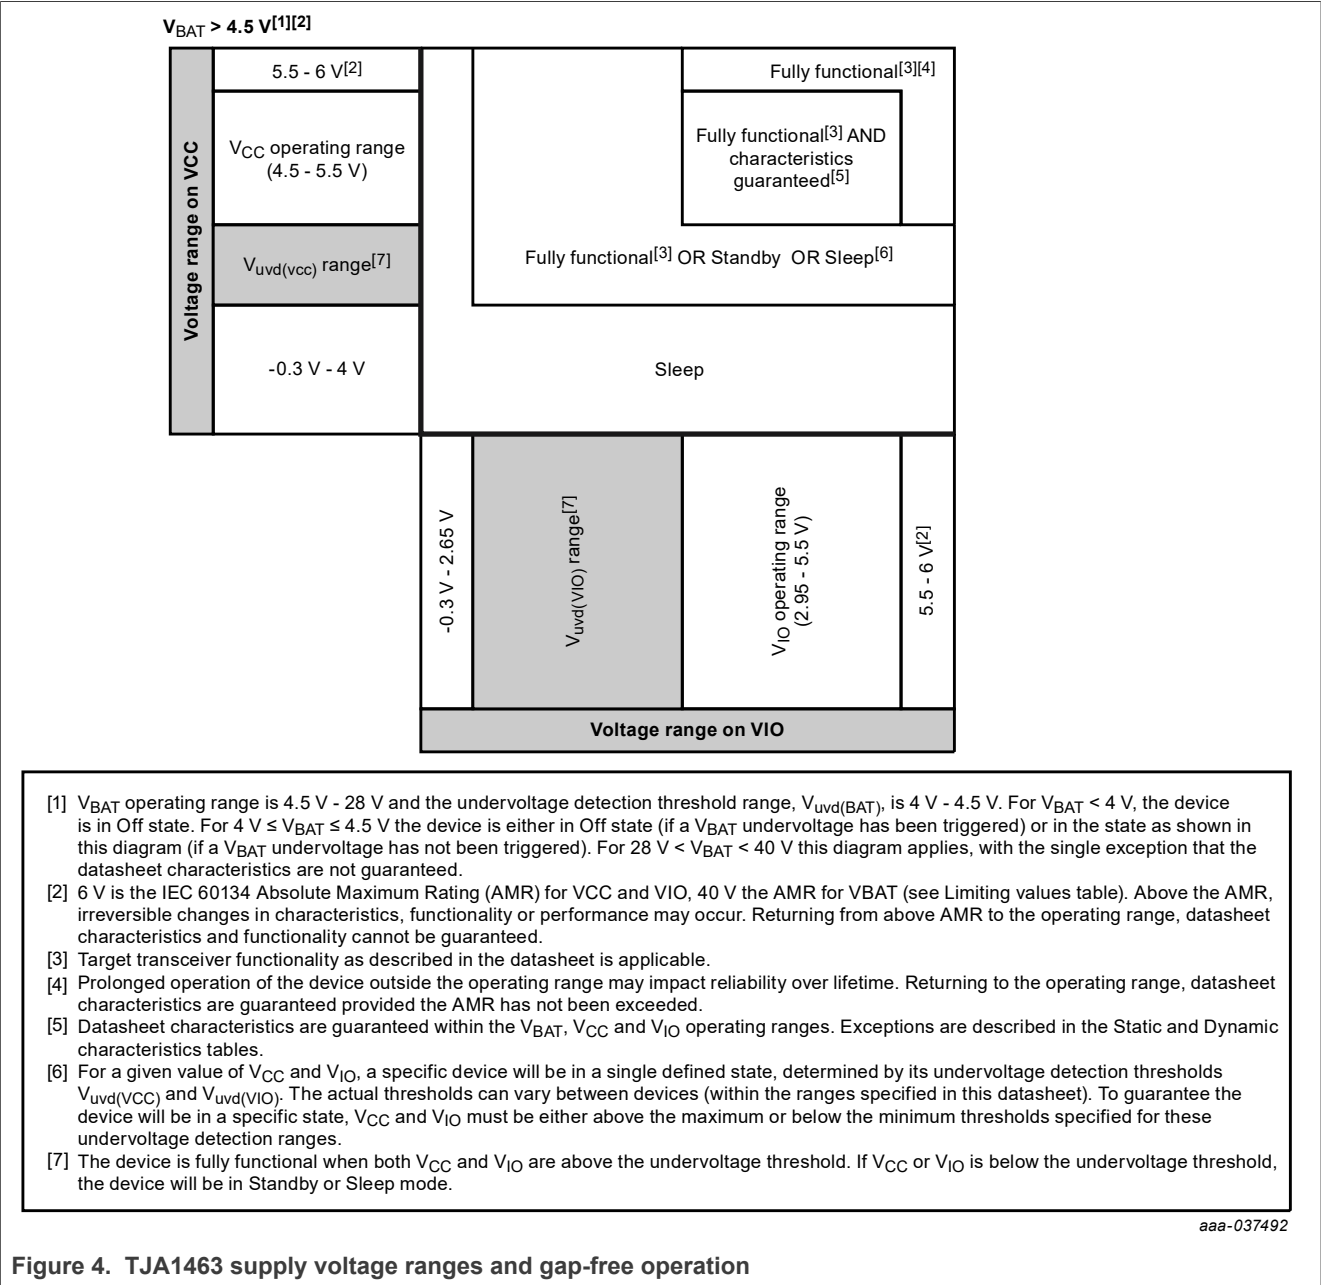 VBAT > 4.5 V[1][2]
Voltage range on VCC
5.5 - 6 V[2]
VCC operating range
(4.5 - 5.5 V)
Vuvd(vcc) range[7]
-0.3 V - 4 V
Fully functional[3][4]
Fully functional[3] AND
characteristics
guaranteed[5]
Fully functional[3] OR Standby OR Sleep[6]
Sleep
-0.3 V - 2.65 V
Vuvd(VIO) range[7]
VIO operating range
(2.95 - 5.5 V)
5.5 - 6 V[2]
Voltage range on VIO
[1] VBAT operating range is 4.5 V - 28 V and the undervoltage detection threshold range, Vuvd(BAT), is 4 V - 4.5 V. For VBAT < 4 V, the device
is in Off state. For 4 V ≤ VBAT ≤ 4.5 V the device is either in Off state (if a VBAT undervoltage has been triggered) or in the state as shown in
this diagram (if a VBAT undervoltage has not been triggered). For 28 V < VBAT < 40 V this diagram applies, with the single exception that the
datasheet characteristics are not guaranteed.
[2] 6 V is the IEC 60134 Absolute Maximum Rating (AMR) for VCC and VIO, 40 V the AMR for VBAT (see Limiting values table). Above the AMR,
irreversible changes in characteristics, functionality or performance may occur. Returning from above AMR to the operating range, datasheet
characteristics and functionality cannot be guaranteed.
[3] Target transceiver functionality as described in the datasheet is applicable.
[4] Prolonged operation of the device outside the operating range may impact reliability over lifetime. Returning to the operating range, datasheet
characteristics are guaranteed provided the AMR has not been exceeded.
[5] Datasheet characteristics are guaranteed within the VBAT, VCC and VIO operating ranges. Exceptions are described in the Static and Dynamic
characteristics tables.
[6] For a given value of VCC and VIO, a specific device will be in a single defined state, determined by its undervoltage detection thresholds
Vuvd(VCC) and Vuvd(VIO). The actual thresholds can vary between devices (within the ranges specified in this datasheet). To guarantee the
device will be in a specific state, VCC and VIO must be either above the maximum or below the minimum thresholds specified for these
undervoltage detection ranges.
[7] The device is fully functional when both VCC and VIO are above the undervoltage threshold. If VCC or VIO is below the undervoltage threshold,
the device will be in Standby or Sleep mode.
aaa-037492
Figure 4. TJA1463 supply voltage ranges and gap-free operation